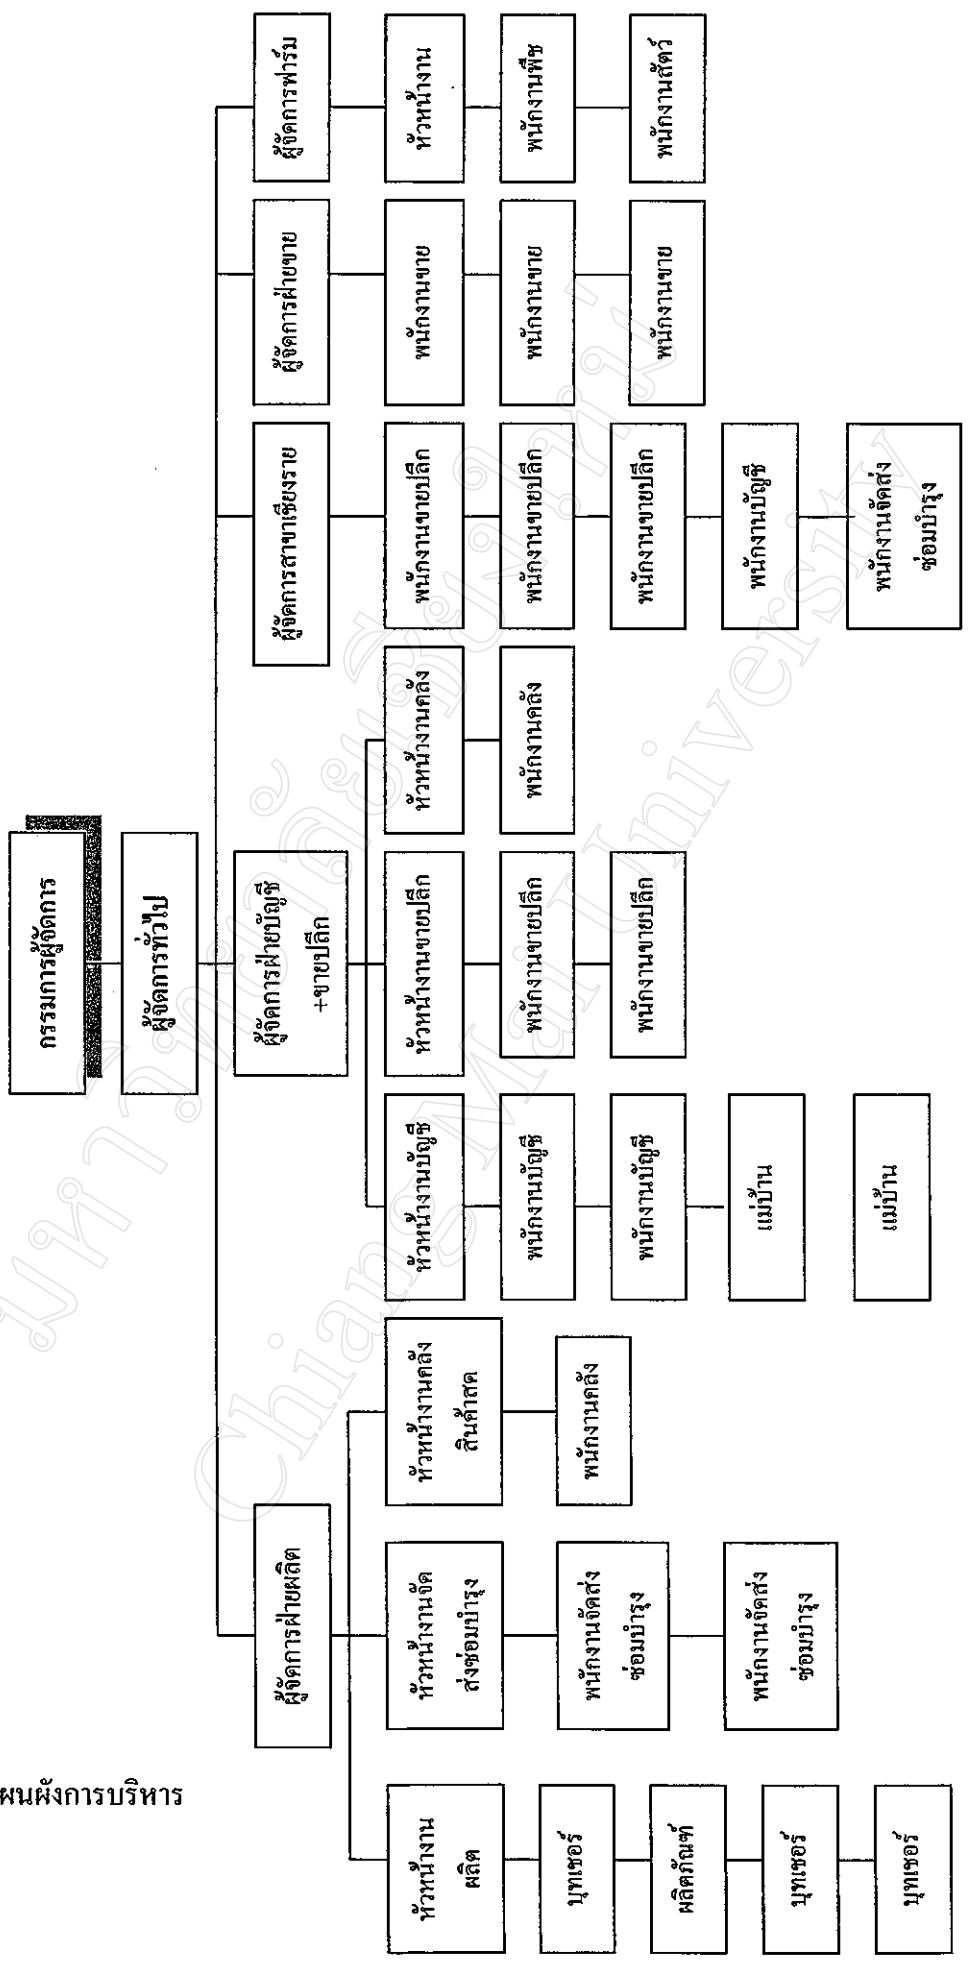 แผนผังการบริหาร
กรรมการผู้จัดการ
ผู้จัดการทั่วไป
ผู้จัดการฝ่ายผลิต
ผู้จัดการฝ่ายบัญชี
+ขายปลีก
ผู้จัดการสาขาเชียงราย
ผู้จัดการฝ่ายขาย
ผู้จัดการฟาร์ม
หัวหน้างาน
ผลิต
บุทเชอร์
ผลิตภัณฑ์
บุทเชอร์
บุทเชอร์
หัวหน้างานจัด
ส่งซ่อมบำรุง
พนักงานจัดส่ง
ซ่อมบำรุง
พนักงานจัดส่ง
ซ่อมบำรุง
หัวหน้างานคลัง
สินค้าสด
พนักงานคลัง
หัวหน้างานบัญชี
พนักงานบัญชี
พนักงานบัญชี
แม่บ้าน
แม่บ้าน
หัวหน้างานขายปลีก
พนักงานขายปลีก
พนักงานขายปลีก
หัวหน้างานคลัง
พนักงานคลัง
พนักงานขายปลีก
พนักงานขายปลีก
พนักงานขายปลีก
พนักงานบัญชี
พนักงานจัดส่ง
ซ่อมบำรุง
พนักงานขาย
พนักงานขาย
พนักงานขาย
หัวหน้างาน
พนักงานพืช
พนักงานสัตว์
มหาวิทยาลัยเชียงใหม่
Chiang Mai University